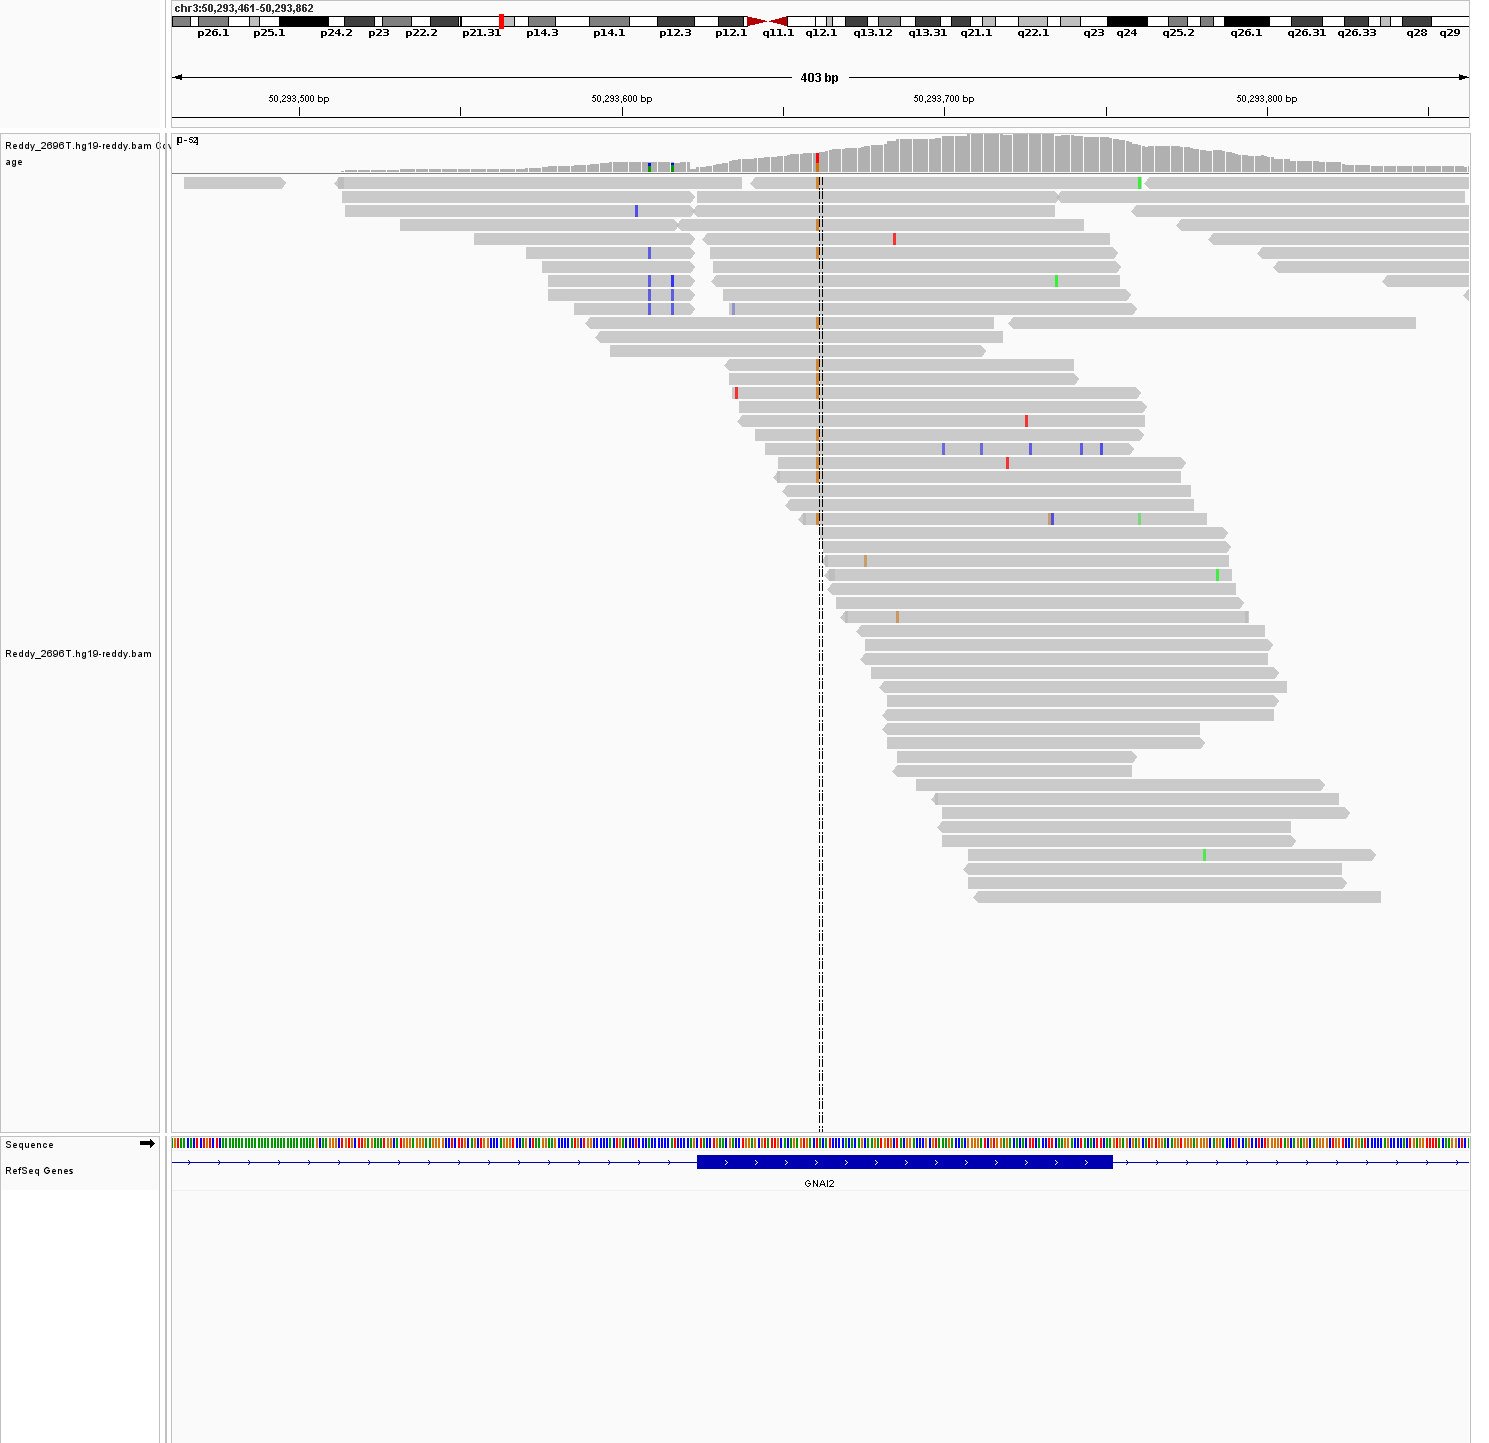 chr3:50,293,461-50,293,862
p26.1 p25.1 p24.2 p23 p22.2 p21.31 p14.3 p14.1 p12.3 p12.1 q11.1 q12.1 q13.12 q13.31 q21.1 q22.1 q23 q24 q25.2 q26.1 q26.31 q26.33 q28 q29
403 bp
50,293,500 bp 50,293,600 bp 50,293,700 bp 50,293,800 bp
Reddy_2696T.hg19-reddy.bam Cov
age
[0-52]
Reddy_2696T.hg19-reddy.bam
Sequence
RefSeq Genes
GNAI2